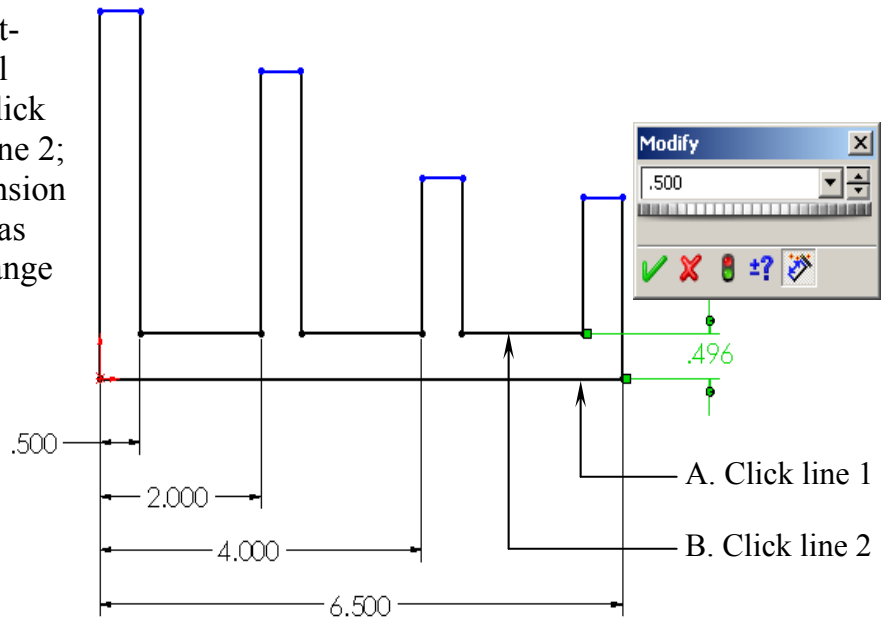 t-
l
lick
ne 2;
nsion
as
ange
Modify
.500
±?
.496
.500
2.000
4.000
6.500
A. Click line 1
B. Click line 2